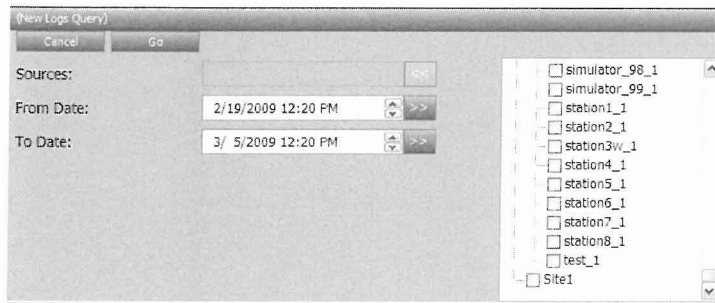 (New Logs Query)
Cancel Go
Sources: <<
From Date: 2/19/2009 12:20 PM >>
To Date: 3/ 5/2009 12:20 PM >>
simulator_98_1
simulator_99_1
station1_1
station2_1
station3w_1
station4_1
station5_1
station6_1
station7_1
station8_1
test_1
Site1